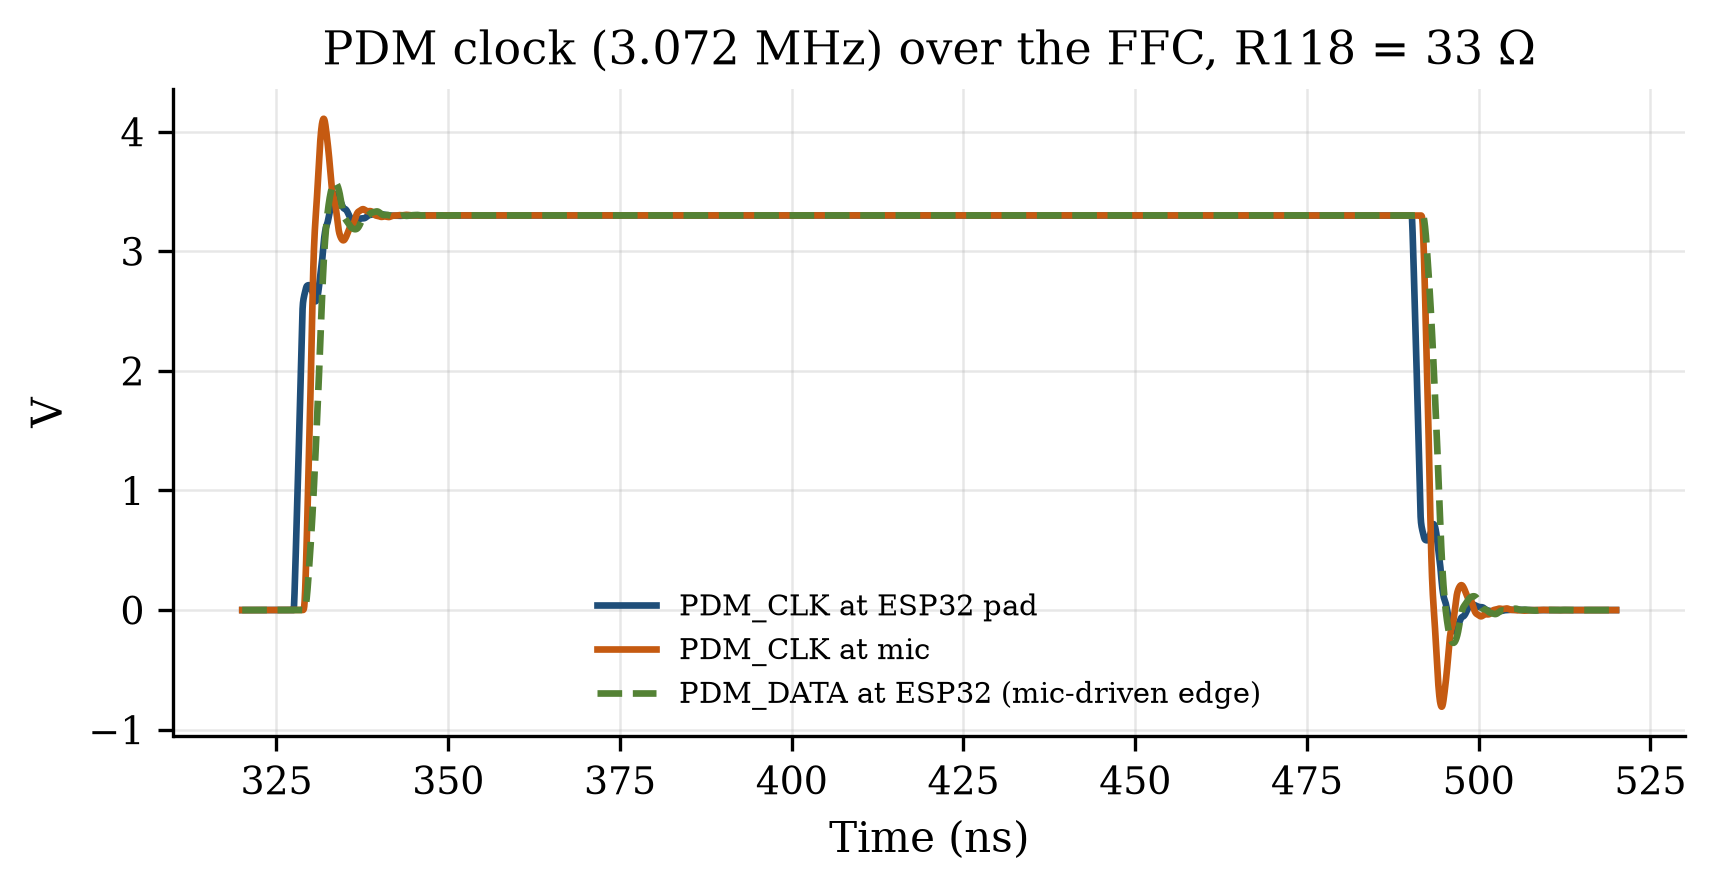 PDM clock (3.072 MHz) over the FFC, R118 = 33 Ω
4
3
2
1
0
−1
V
PDM_CLK at ESP32 pad
PDM_CLK at mic
PDM_DATA at ESP32 (mic-driven edge)
325 350 375 400 425 450 475 500 525
Time (ns)